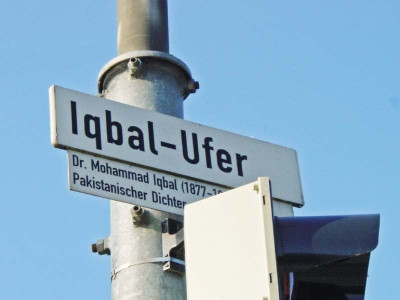 Iqbal-Ufer
Dr. Mohammad Iqbal (1877-
Pakistanischer Dichter